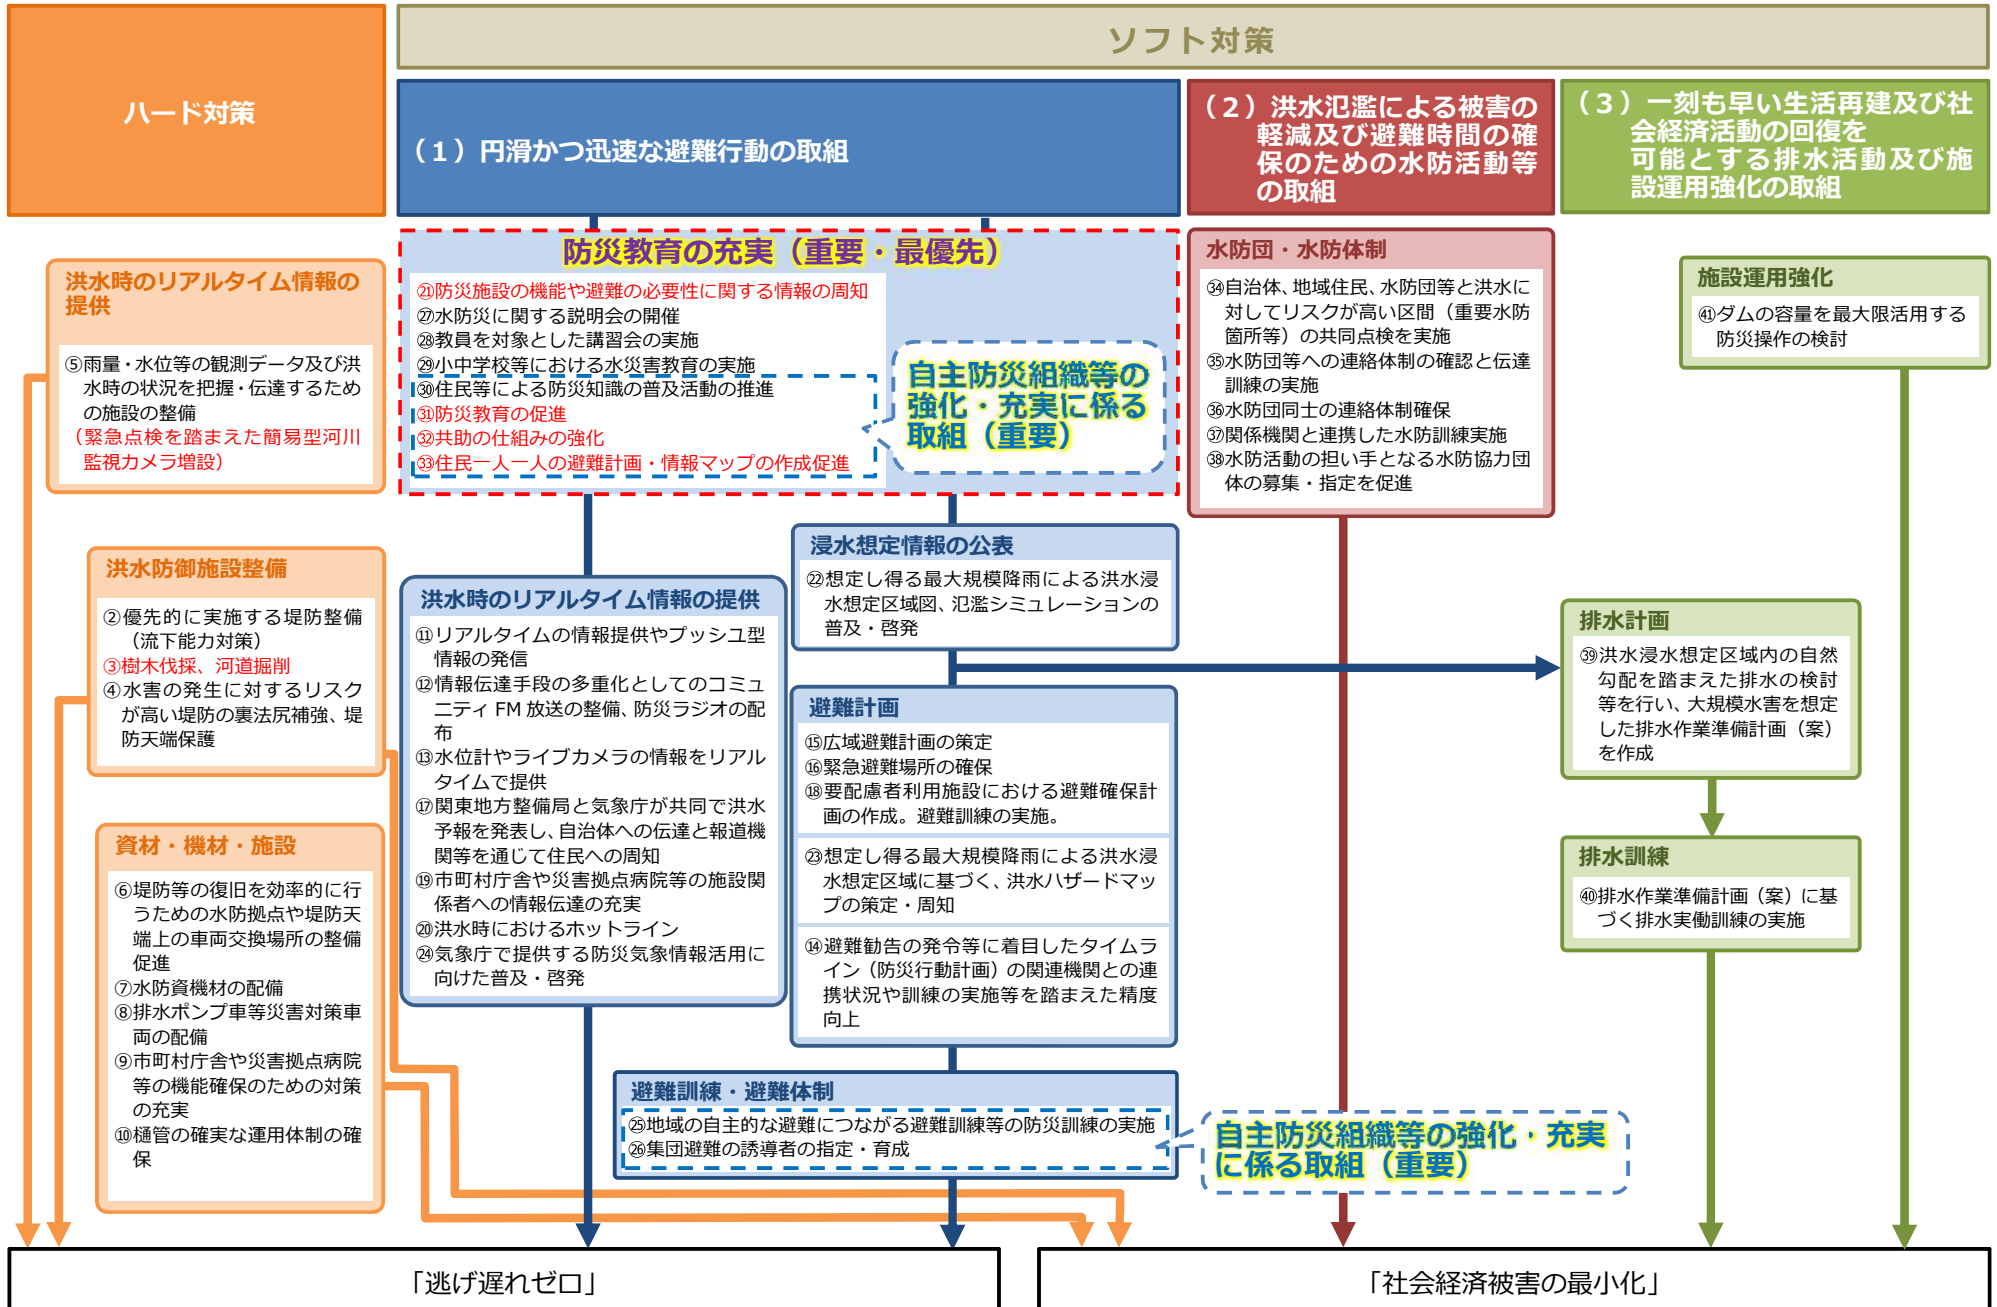 ハード対策
ソフト対策
（１）円滑かつ迅速な避難行動の取組
（２）洪水氾濫による被害の
軽減及び避難時間の確
保のための水防活動等
の取組
（３）一刻も早い生活再建及び社
会経済活動の回復を
可能とする排水活動及び施
設運用強化の取組
洪水時のリアルタイム情報の
提供
⑤雨量・水位等の観測データ及び洪
水時の状況を把握・伝達するため
の施設の整備
（緊急点検を踏まえた簡易型河川
監視カメラ増設）
洪水防御施設整備
②優先的に実施する堤防整備
（流下能力対策）
③樹木伐採、河道掘削
④水害の発生に対するリスク
が高い堤防の裏法尻補強、堤
防天端保護
資材・機材・施設
⑥堤防等の復旧を効率的に行
うための水防拠点や堤防天
端上の車両交換場所の整備
促進
⑦水防資機材の配備
⑧排水ポンプ車等災害対策車
両の配備
⑨市町村庁舎や災害拠点病院
等の機能確保のための対策
の充実
⑩樋管の確実な運用体制の確
保
防災教育の充実（重要・最優先）
㉑防災施設の機能や避難の必要性に関する情報の周知
㉗水防災に関する説明会の開催
㉘教員を対象とした講習会の実施
㉙小中学校等における水災害教育の実施
㉚住民等による防災知識の普及活動の推進
㉛防災教育の促進
㉜共助の仕組みの強化
㉝住民一人一人の避難計画・情報マップの作成促進
自主防災組織等の
強化・充実に係る
取組（重要）
洪水時のリアルタイム情報の提供
⑪リアルタイムの情報提供やプッシュ型
情報の発信
⑫情報伝達手段の多重化としてのコミュ
ニティ FM 放送の整備、防災ラジオの配
布
⑬水位計やライブカメラの情報をリアル
タイムで提供
⑰関東地方整備局と気象庁が共同で洪水
予報を発表し、自治体への伝達と報道機
関等を通じて住民への周知
⑲市町村庁舎や災害拠点病院等の施設関
係者への情報伝達の充実
⑳洪水時におけるホットライン
㉔気象庁で提供する防災気象情報活用に
向けた普及・啓発
浸水想定情報の公表
㉒想定し得る最大規模降雨による洪水浸
水想定区域図、氾濫シミュレーションの
普及・啓発
避難計画
⑮広域避難計画の策定
⑯緊急避難場所の確保
⑱要配慮者利用施設における避難確保計
画の作成。避難訓練の実施。
㉓想定し得る最大規模降雨による洪水浸
水想定区域に基づく、洪水ハザードマッ
プの策定・周知
⑭避難勧告の発令等に着目したタイムラ
イン（防災行動計画）の関連機関との連
携状況や訓練の実施等を踏まえた精度
向上
避難訓練・避難体制
㉕地域の自主的な避難につながる避難訓練等の防災訓練の実施
㉖集団避難の誘導者の指定・育成
自主防災組織等の強化・充実
に係る取組（重要）
水防団・水防体制
㉞自治体、地域住民、水防団等と洪水に
対してリスクが高い区間（重要水防
箇所等）の共同点検を実施
㉟水防団等への連絡体制の確認と伝達
訓練の実施
㊱水防団同士の連絡体制確保
㊲関係機関と連携した水防訓練実施
㊳水防活動の担い手となる水防協力団
体の募集・指定を促進
施設運用強化
㊶ダムの容量を最大限活用する
防災操作の検討
排水計画
㊴洪水浸水想定区域内の自然
勾配を踏まえた排水の検討
等を行い、大規模水害を想定
した排水作業準備計画（案）
を作成
排水訓練
㊵排水作業準備計画（案）に基
づく排水実働訓練の実施
「逃げ遅れゼロ」
「社会経済被害の最小化」